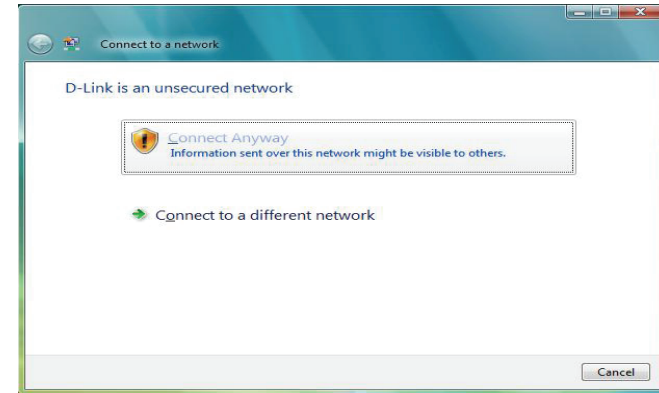 Connect to a network
D-Link is an unsecured network
Connect Anyway
Information sent over this network might be visible to others.
Connect to a different network
Cancel